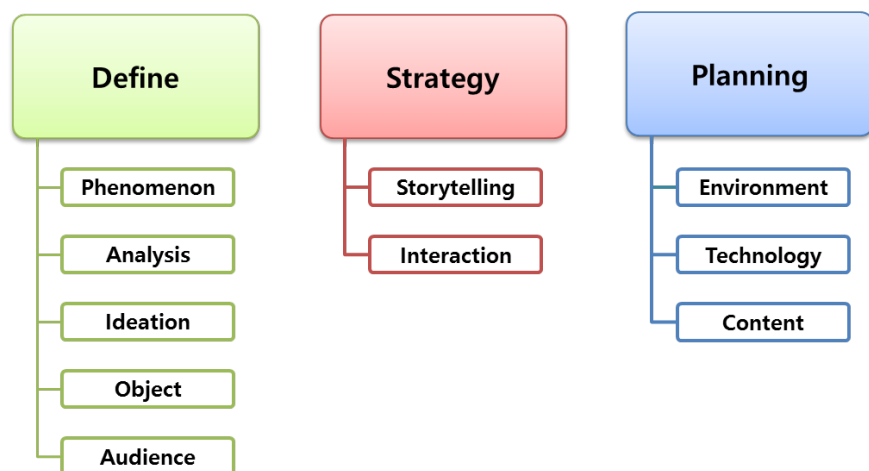 Define
Phenomenon
Analysis
Ideation
Object
Audience
Strategy
Storytelling
Interaction
Planning
Environment
Technology
Content